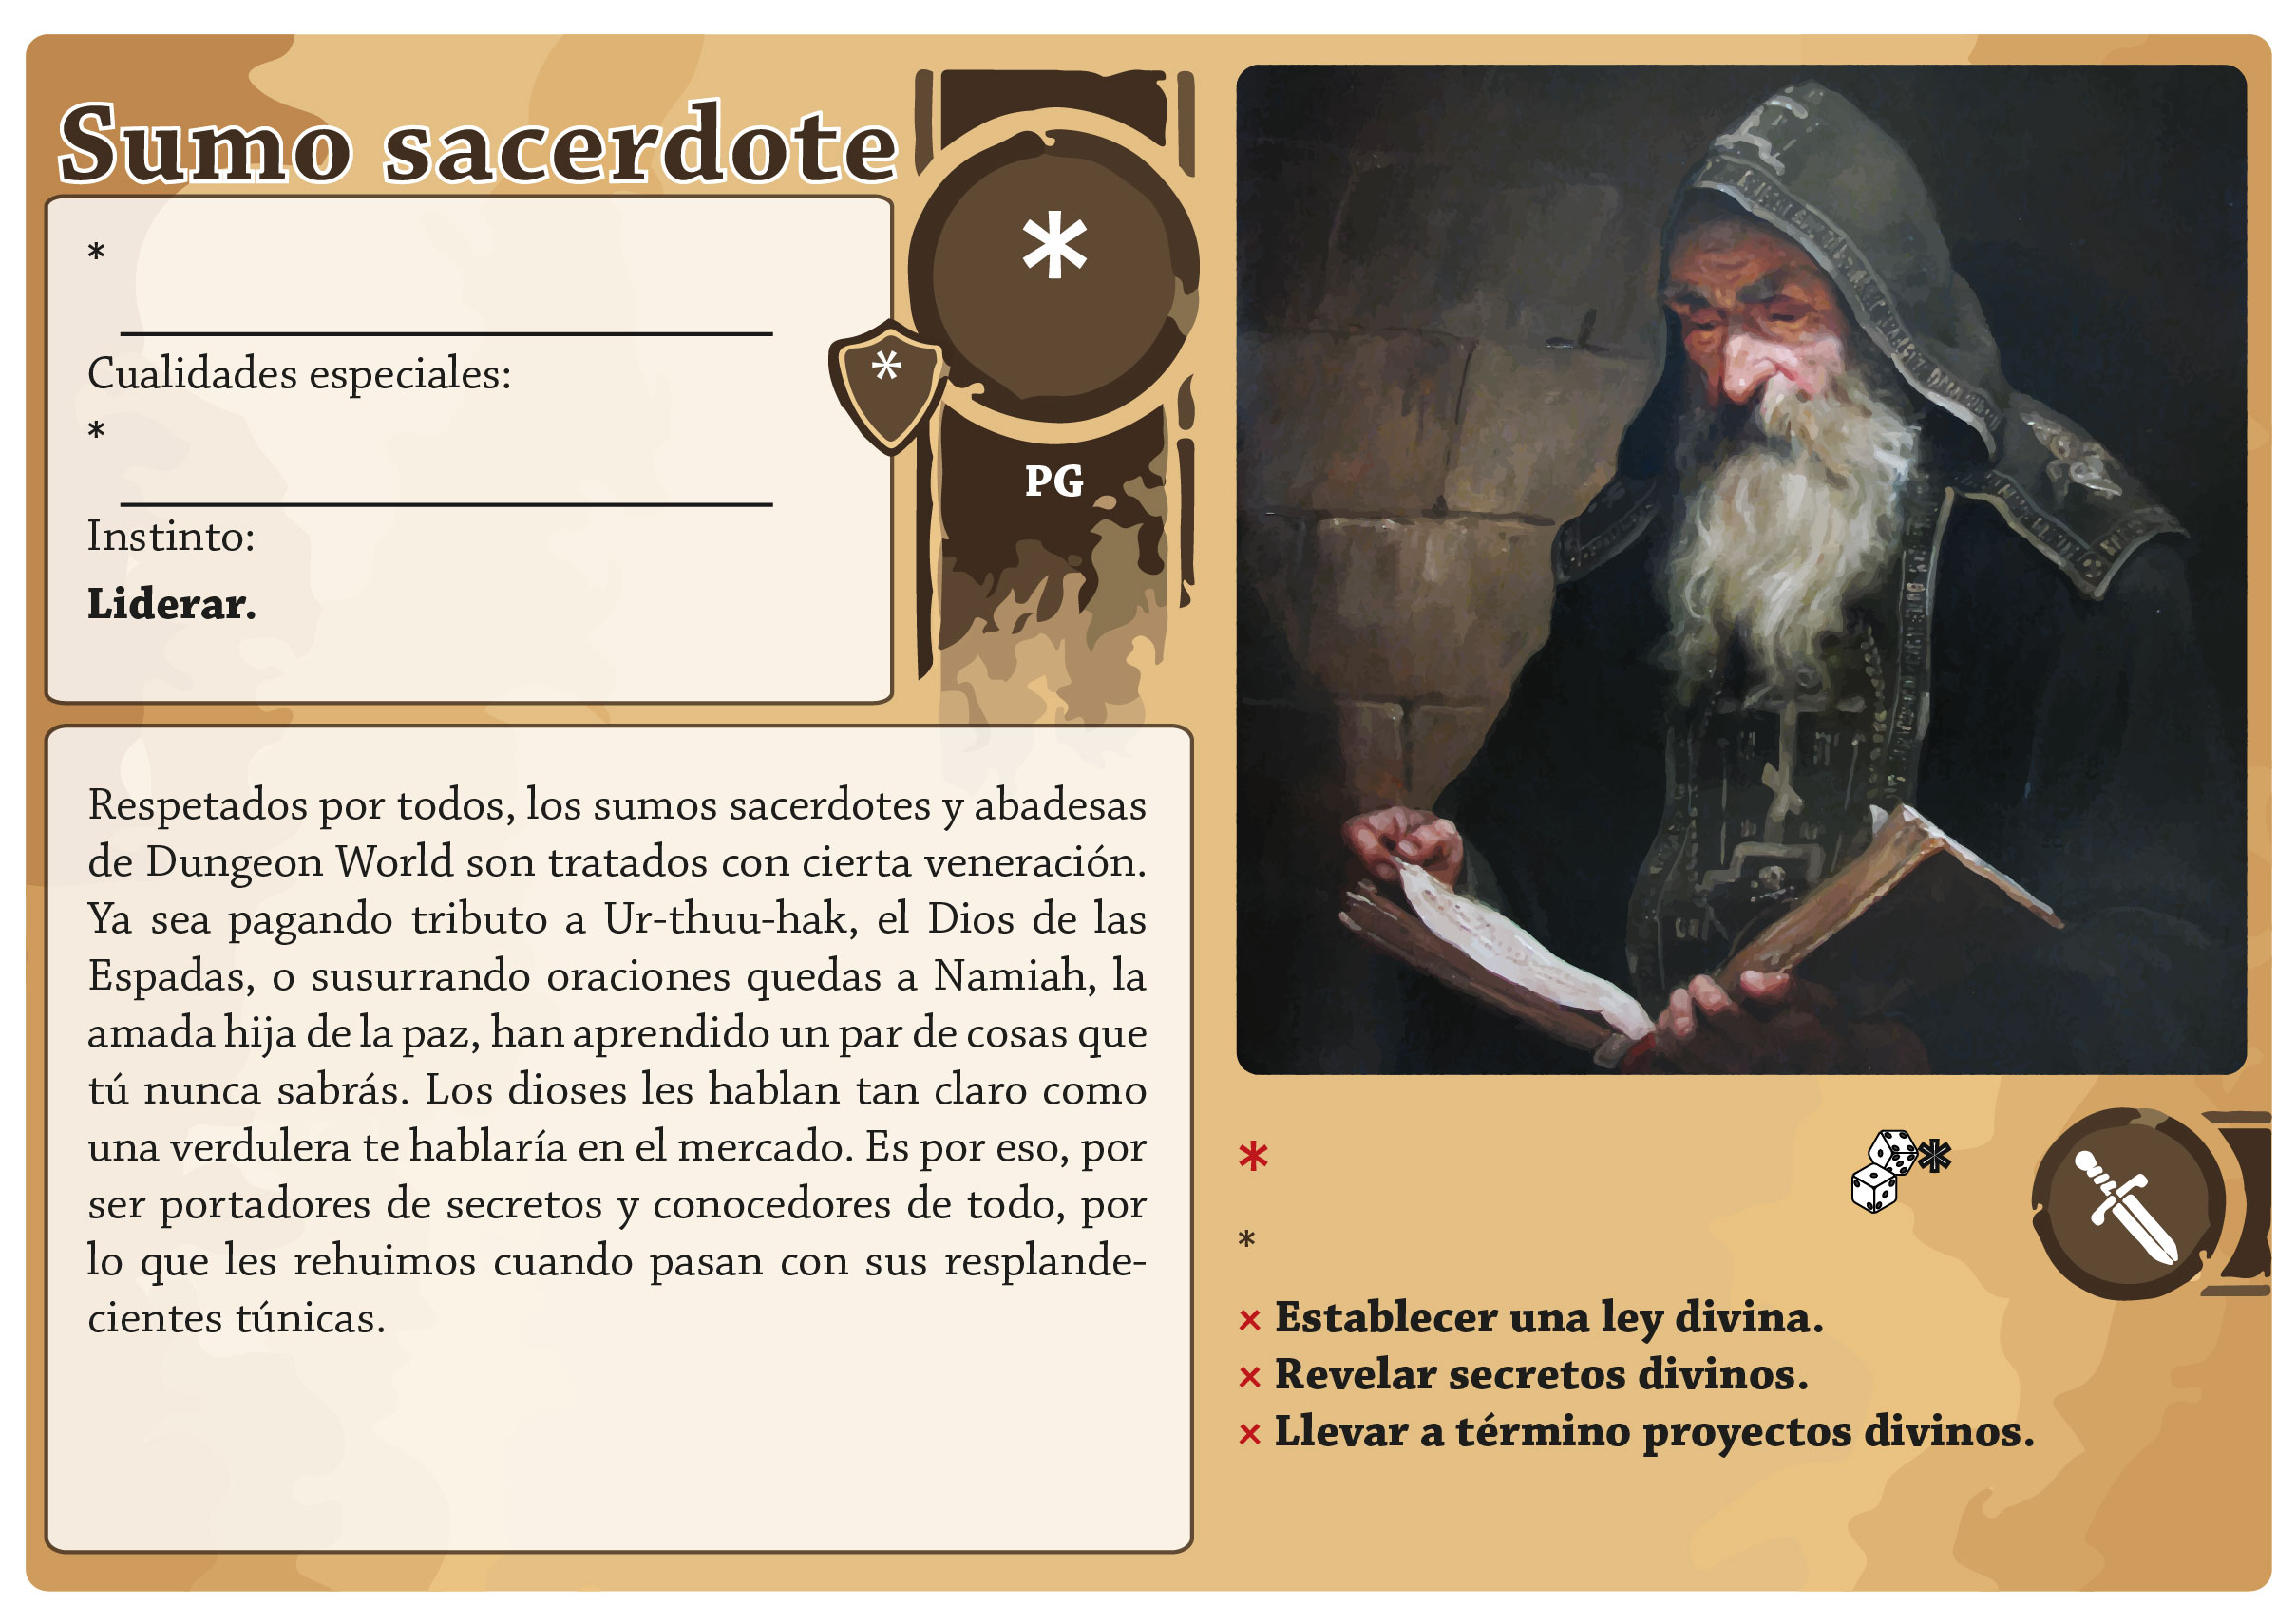 Sumo sacerdote
*
Cualidades especiales:
*
Instinto:
Liderar.
*
*
PG
Respetados por todos, los sumos sacerdotes y abadesas
de Dungeon World son tratados con cierta veneración.
Ya sea pagando tributo a Ur-thuu-hak, el Dios de las
Espadas, o susurrando oraciones quedas a Namiah, la
amada hija de la paz, han aprendido un par de cosas que
tú nunca sabrás. Los dioses les hablan tan claro como
una verdulera te hablaría en el mercado. Es por eso, por
ser portadores de secretos y conocedores de todo, por
lo que les rehuimos cuando pasan con sus resplande-
cientes túnicas.
* *
*
× Establecer una ley divina.
× Revelar secretos divinos.
× Llevar a término proyectos divinos.